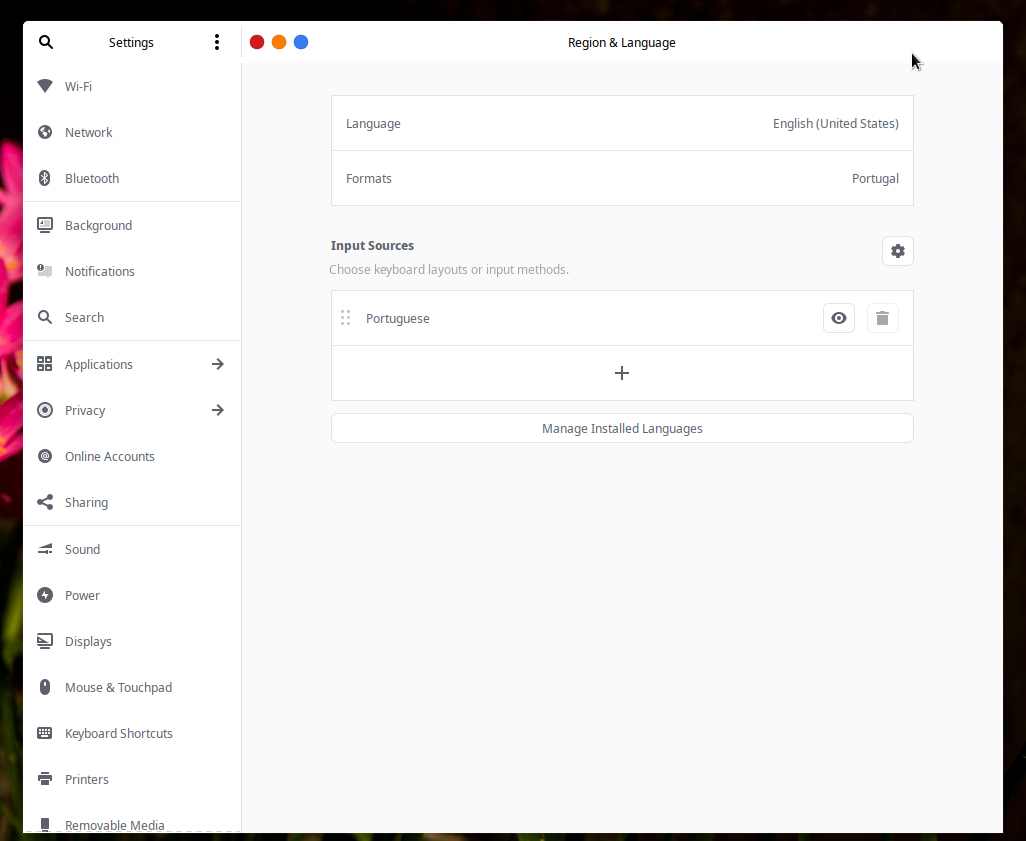 Settings
Region & Language
Wi-Fi
Network
Bluetooth
Background
Notifications
Search
Applications
Privacy
Online Accounts
Sharing
Sound
Power
Displays
Mouse & Touchpad
Keyboard Shortcuts
Printers
Removable Media
Language English (United States)
Formats Portugal
Input Sources
Choose keyboard layouts or input methods.
Portuguese
Manage Installed Languages